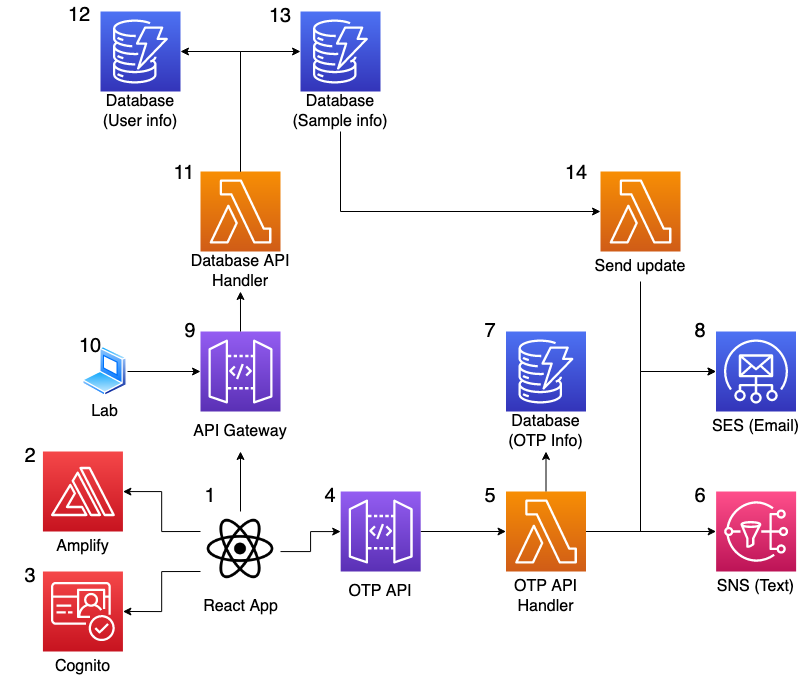 12
13
Database
(User info)
Database
(Sample info)
11
14
Database API
Handler
Send update
10
9
7
8
</>
Lab
API Gateway
Database
(OTP Info)
SES (Email)
2
1
4
5
6
</>
Amplify
3
React App
OTP API
OTP API
Handler
SNS (Text)
Cognito